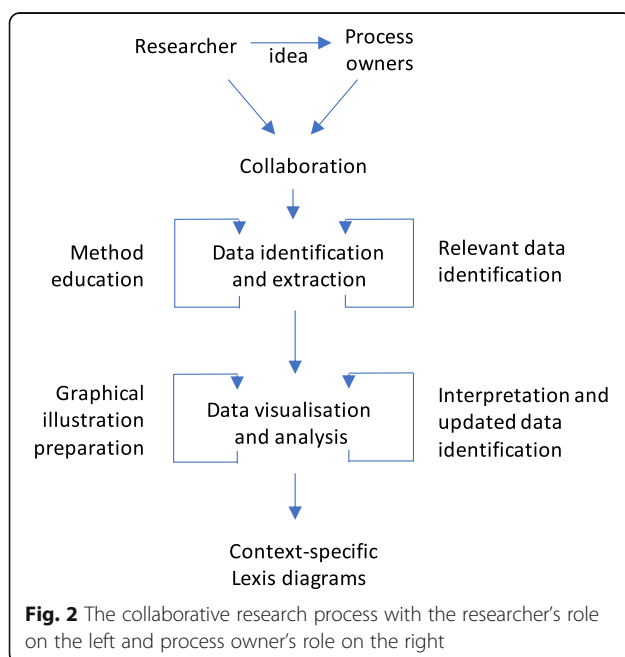 Researcher
idea
Process
owners
Collaboration
Method
education
Data identification
and extraction
Relevant data
identification
Graphical
illustration
preparation
Data visualisation
and analysis
Interpretation and
updated data
identification
Context-specific
Lexis diagrams
Fig. 2 The collaborative research process with the researcher's role
on the left and process owner's role on the right